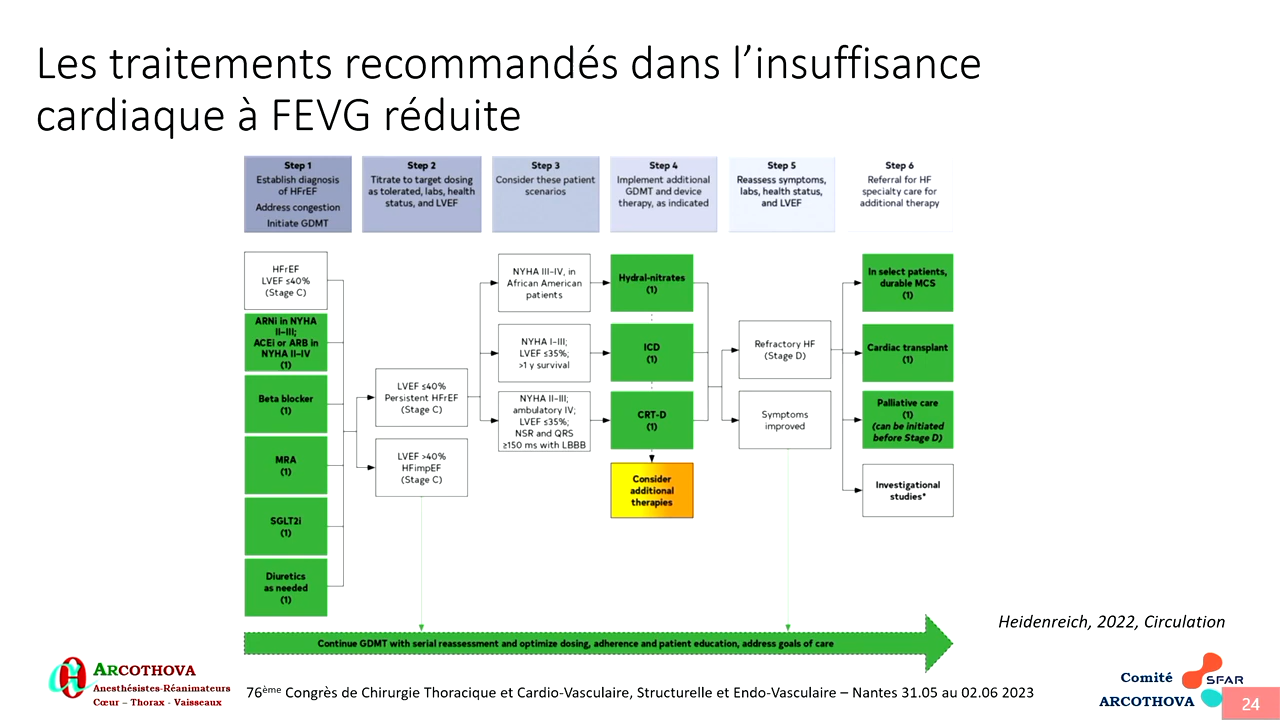 Les traitements recommandés dans l’insuffisance
cardiaque à FEVG réduite
Step 1
Establish diagnosis
of HFrEF
Address congestion
Initiate GDMT
Step 2
Titrate to target dosing
as tolerated, labs, health
status, and LVEF
Step 3
Consider these patient
scenarios
Step 4
Implement additional
GDMT and device
therapy, as indicated
Step 5
Reassess symptoms,
labs, health status,
and LVEF
Step 6
Referral for HF
specialty care for
additional therapy
HFrEF
LVEF ≤40%
(Stage C)
ARNi in NYHA
II–III;
ACEi or ARB in
NYHA II–IV
(1)
Beta blocker
(1)
MRA
(1)
SGLT2i
(1)
Diuretics
as needed
(1)
LVEF ≤40%
Persistent HFrEF
(Stage C)
LVEF >40%
HFimpEF
(Stage C)
NYHA III–IV, in
African American
patients
NYHA I–III;
LVEF ≤35%;
>1 y survival
NYHA II–III;
ambulatory IV;
LVEF ≤35%;
NSR and QRS
≥150 ms with LBBB
Hydral-nitrates
(1)
ICD
(1)
CRT-D
(1)
Consider
additional
therapies
Refractory HF
(Stage D)
Symptoms
improved
In select patients,
durable MCS
(1)
Cardiac transplant
(1)
Palliative care
(1)
(can be initiated
before Stage D)
Investigational
studies*
Continue GDMT with serial reassessment and optimize dosing, adherence and patient education, address goals of care
Heidenreich, 2022, Circulation
ARCOTHOVA
Anesthésistes-Réanimateurs
Cœur – Thorax - Vaisseaux
76ème Congrès de Chirurgie Thoracique et Cardio-Vasculaire, Structurelle et Endo-Vasculaire – Nantes 31.05 au 02.06 2023
Comité
ARCOTHOVA
SFAR
24